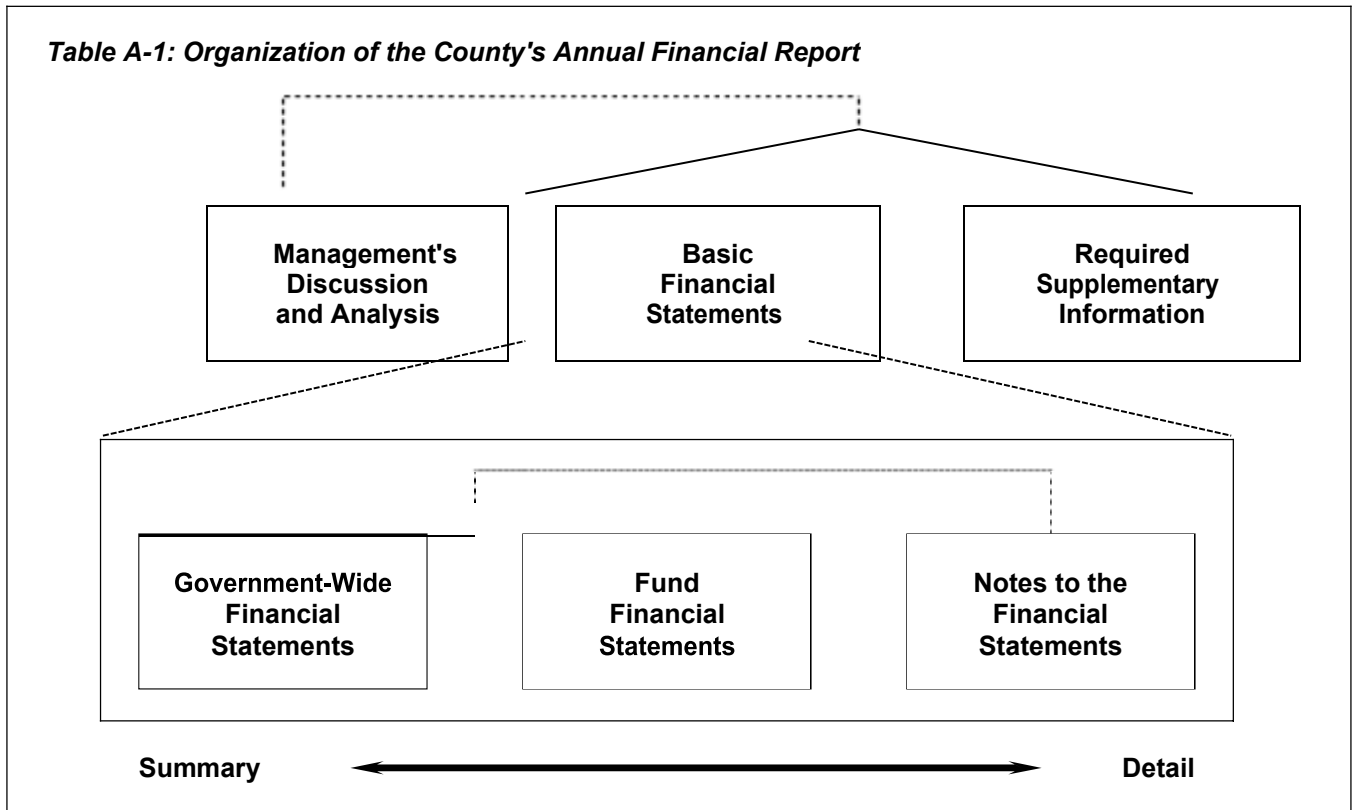 Table A-1: Organization of the County's Annual Financial Report
Management's
Discussion
and Analysis
Basic
Financial
Statements
Required
Supplementary
Information
Government-Wide
Financial
Statements
Fund
Financial
Statements
Notes to the
Financial
Statements
Summary
Detail